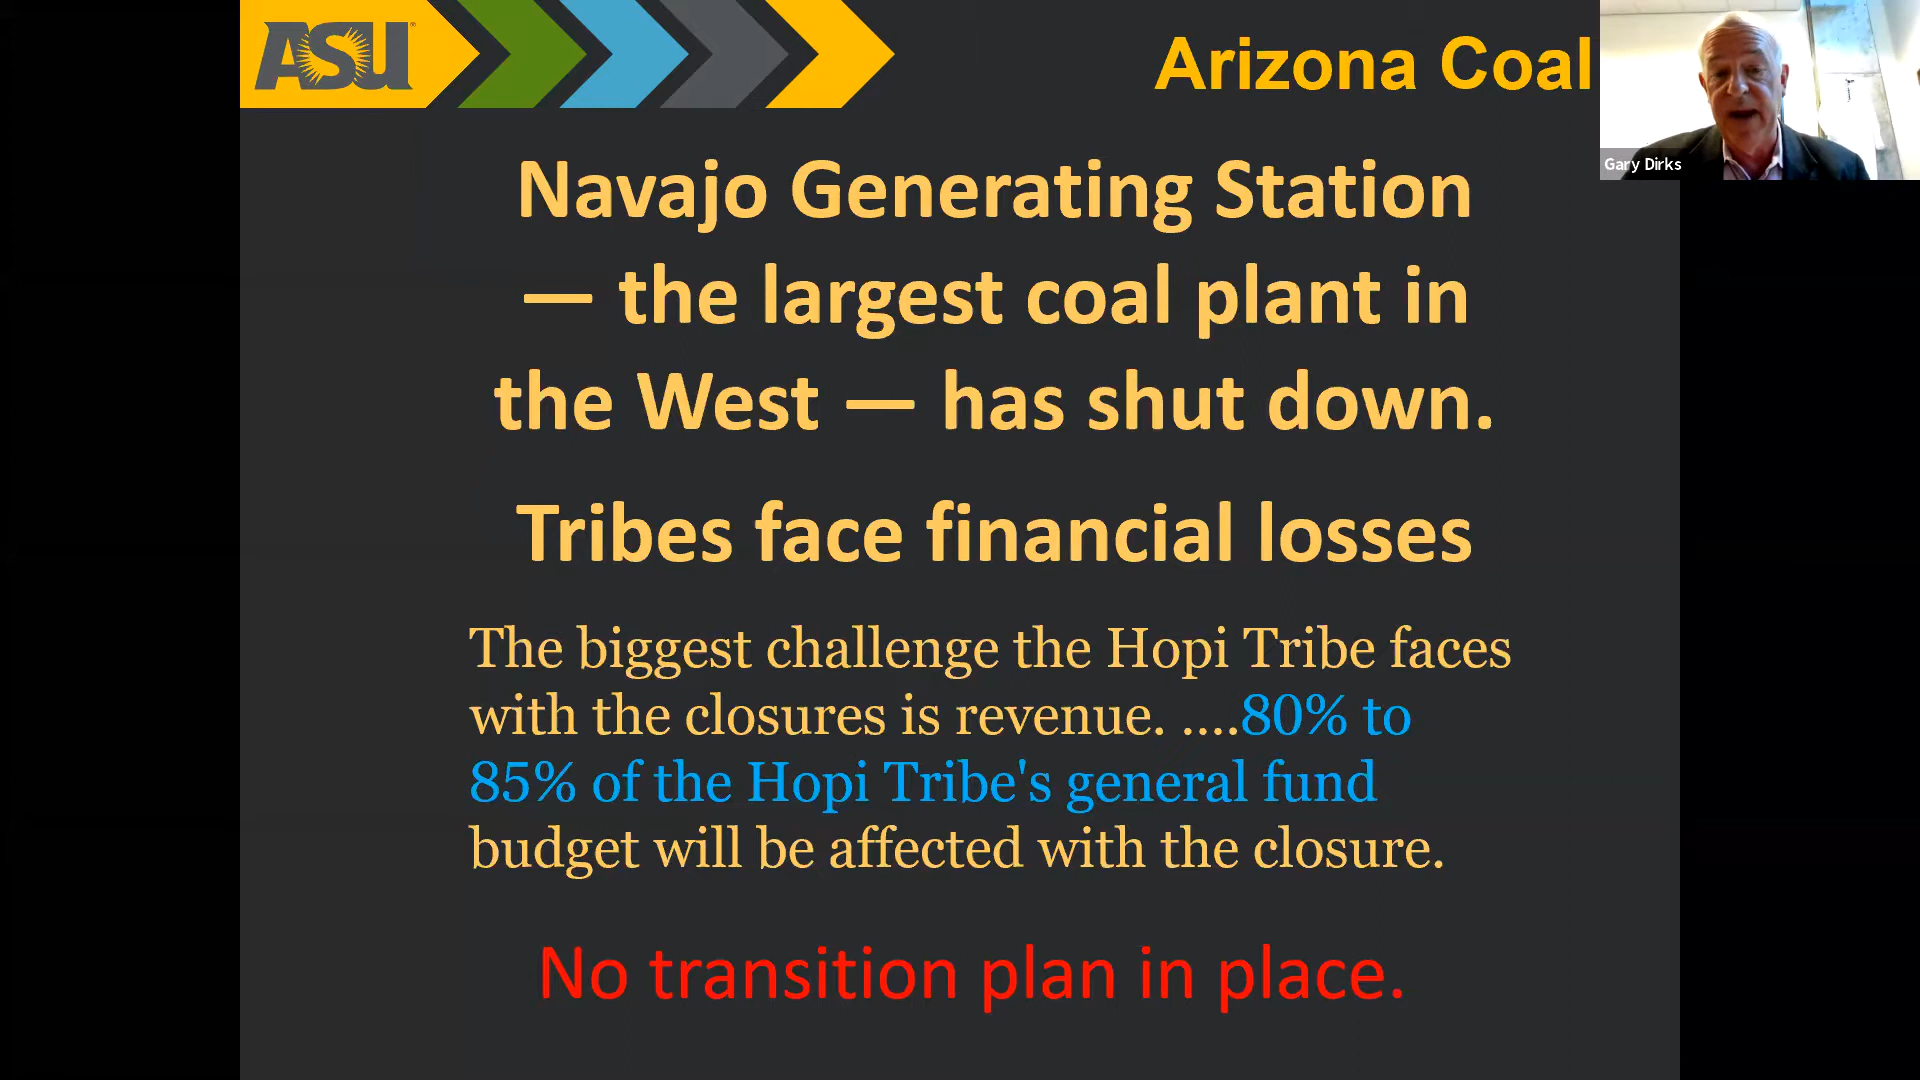 ASU
Arizona Coal
Gary Dirks
Navajo Generating Station
— the largest coal plant in
the West — has shut down.
Tribes face financial losses
The biggest challenge the Hopi Tribe faces
with the closures is revenue. ....80% to
85% of the Hopi Tribe's general fund
budget will be affected with the closure.
No transition plan in place.